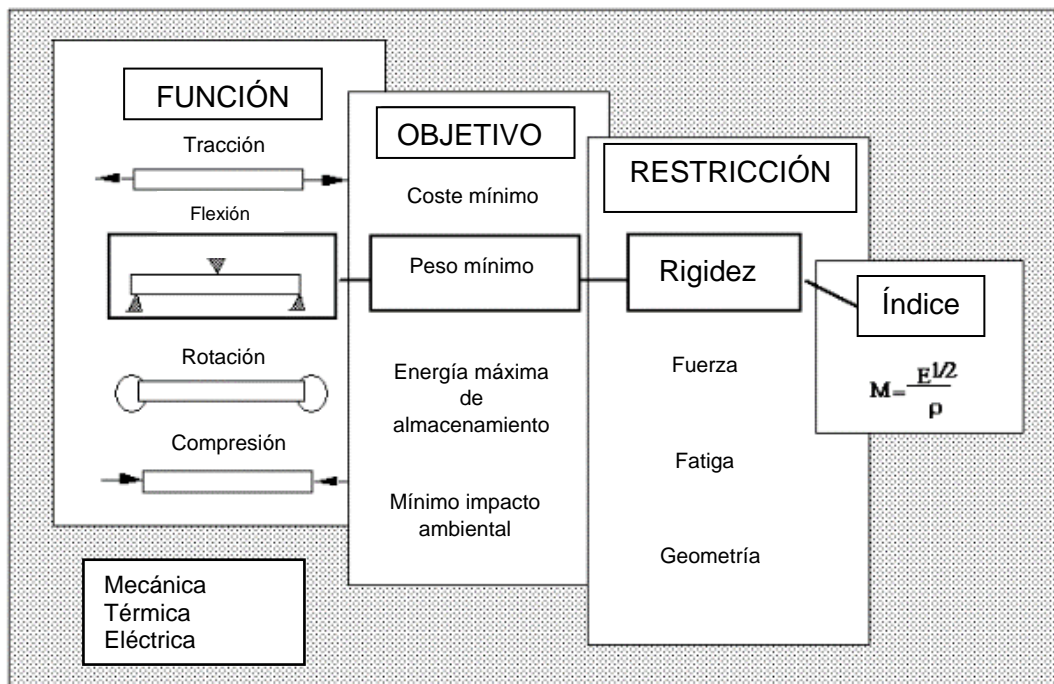 FUNCIÓN
Tracción
Flexión
Rotación
Compresión
OBJETIVO
Coste mínimo
Peso mínimo
Energía máxima
de
almacenamiento
Mínimo impacto
ambiental
RESTRICCIÓN
Rigidez
Fuerza
Fatiga
Geometría
Índice
M=E^1/2/ρ
Mecánica
Térmica
Eléctrica